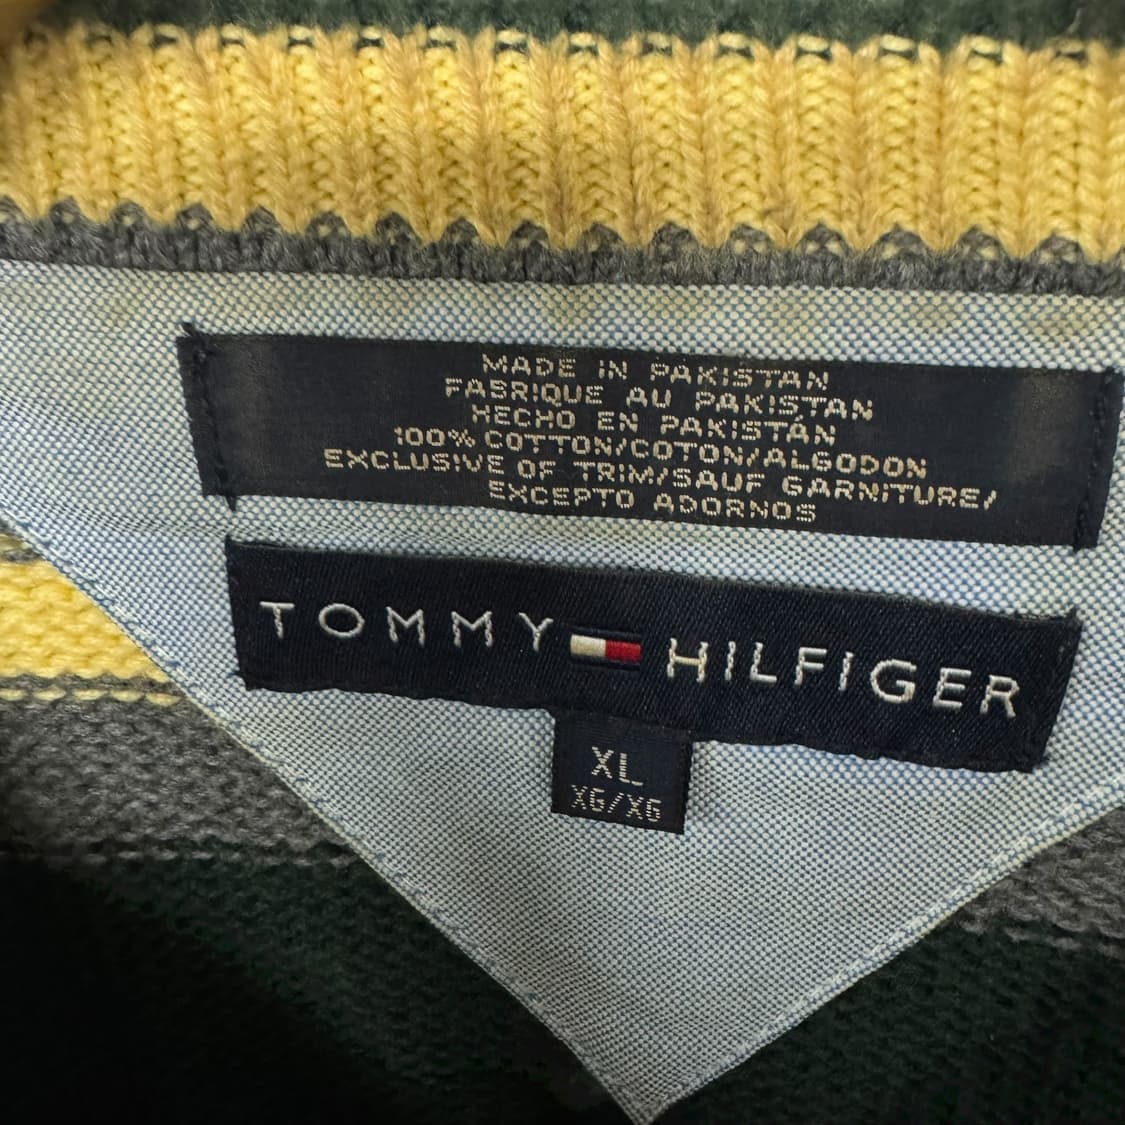 MADE IN PAKISTAN
FABRIQUE AU PAKISTAN
HECHO EN PAKISTÁN
100% COTTON/COTON/ALGODON
EXCLUSIVE OF TRIM/SAUF GARNITURE/
EXCEPTO ADORNOS
TOMMY HILFIGER
XL
XG/XG